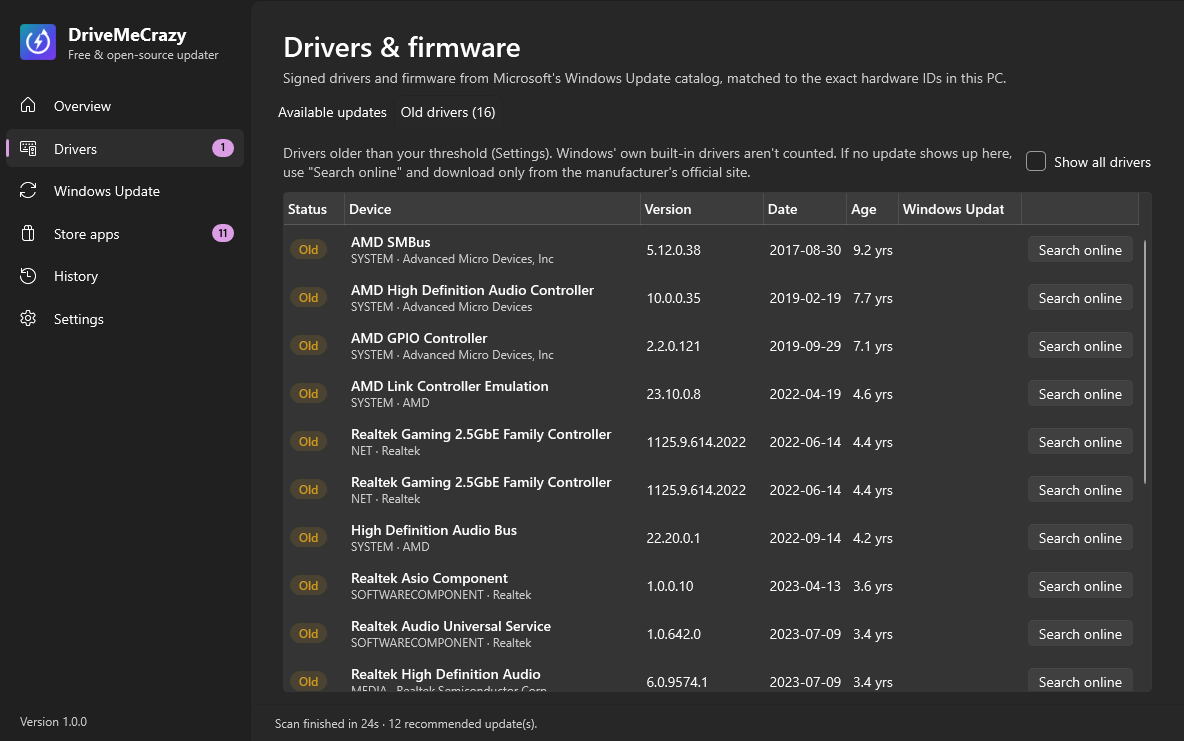 DriveMeCrazy
Free & open-source updater
Overview
Drivers 1
Windows Update
Store apps 11
History
Settings
Version 1.0.0
Drivers & firmware
Signed drivers and firmware from Microsoft's Windows Update catalog, matched to the exact hardware IDs in this PC.
Available updates Old drivers (16)
Drivers older than your threshold (Settings). Windows' own built-in drivers aren't counted. If no update shows up here,
use "Search online" and download only from the manufacturer's official site.
Show all drivers
Status Device Version Date Age Windows Updat
Old AMD SMBus 5.12.0.38 2017-08-30 9.2 yrs Search online
SYSTEM · Advanced Micro Devices, Inc
Old AMD High Definition Audio Controller 10.0.0.35 2019-02-19 7.7 yrs Search online
SYSTEM · Advanced Micro Devices
Old AMD GPIO Controller 2.2.0.121 2019-09-29 7.1 yrs Search online
SYSTEM · Advanced Micro Devices, Inc
Old AMD Link Controller Emulation 23.10.0.8 2022-04-19 4.6 yrs Search online
SYSTEM · AMD
Old Realtek Gaming 2.5GbE Family Controller 1125.9.614.2022 2022-06-14 4.4 yrs Search online
NET · Realtek
Old Realtek Gaming 2.5GbE Family Controller 1125.9.614.2022 2022-06-14 4.4 yrs Search online
NET · Realtek
Old High Definition Audio Bus 22.20.0.1 2022-09-14 4.2 yrs Search online
SYSTEM · AMD
Old Realtek Asio Component 1.0.0.10 2023-04-13 3.6 yrs Search online
SOFTWARECOMPONENT · Realtek
Old Realtek Audio Universal Service 1.0.642.0 2023-07-09 3.4 yrs Search online
SOFTWARECOMPONENT · Realtek
Old Realtek High Definition Audio 6.0.9574.1 2023-07-09 3.4 yrs Search online
MEDIA · Realtek Semiconductor Corp
Scan finished in 24s · 12 recommended update(s).